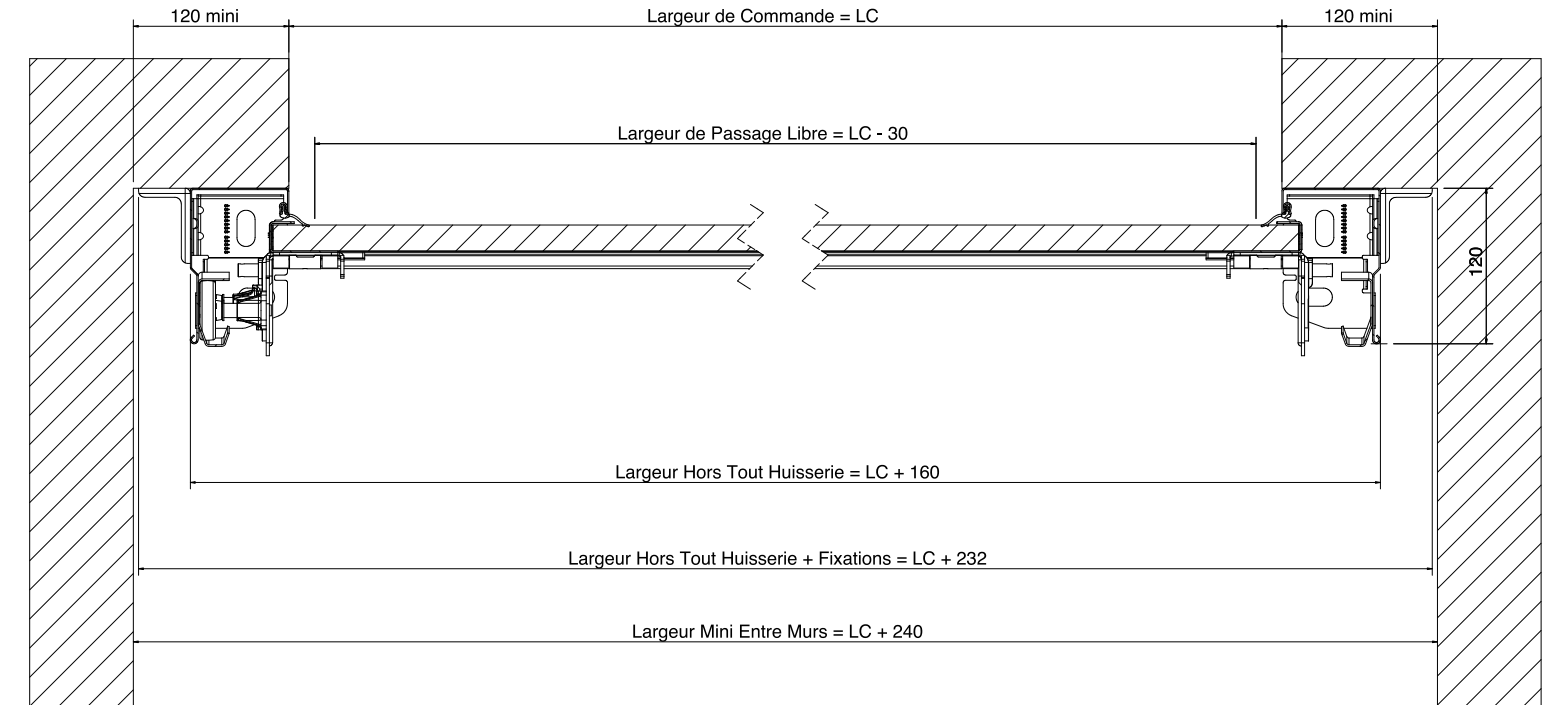 120 mini
Largeur de Commande = LC
120 mini
Largeur de Passage Libre = LC - 30
120
Largeur Hors Tout Huisserie = LC + 160
Largeur Hors Tout Huisserie + Fixations = LC + 232
Largeur Mini Entre Murs = LC + 240